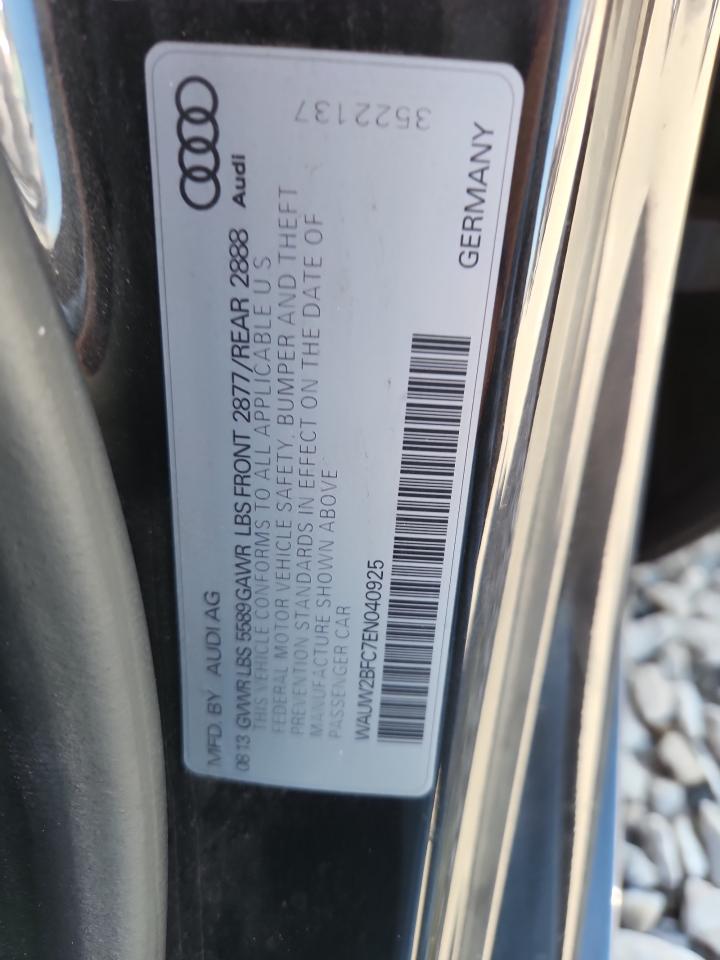 Audi
3522137
MFD. BY AUDI AG
08 13 GVWR LBS 5589 GAWR LBS FRONT 2877/REAR 2888
THIS VEHICLE CONFORMS TO ALL APPLICABLE U S
FEDERAL MOTOR VEHICLE SAFETY, BUMPER AND THEFT
PREVENTION STANDARDS IN EFFECT ON THE DATE OF
MANUFACTURE SHOWN ABOVE
PASSENGER CAR
WAUW2BFC7EN040925
GERMANY